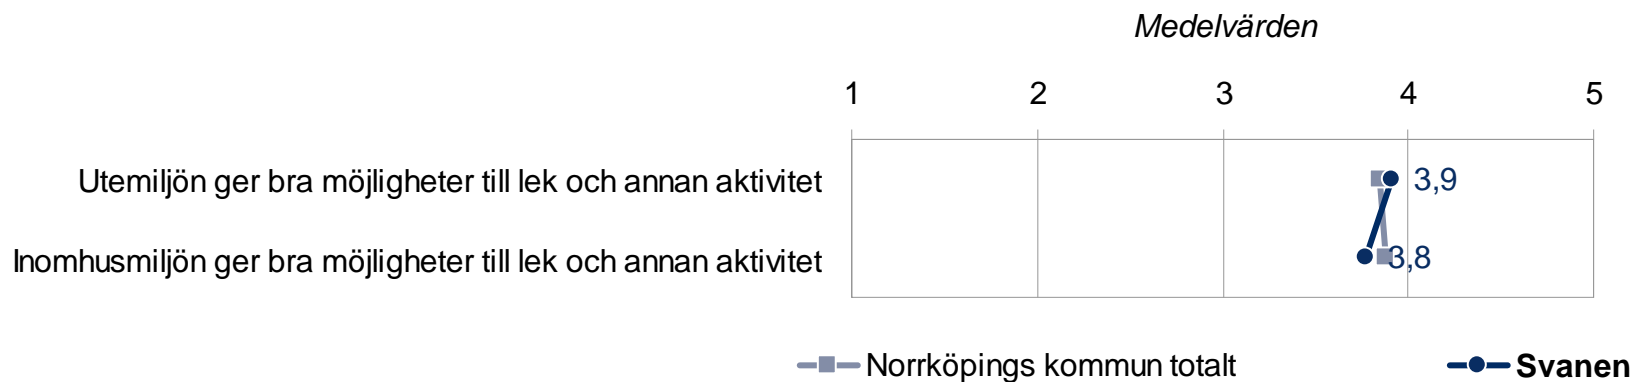 Medelvärden
1 2 3 4 5
Utemiljön ger bra möjligheter till lek och annan aktivitet 3,9
Inomhusmiljön ger bra möjligheter till lek och annan aktivitet 3,8
Norrköpings kommun totalt Svanen